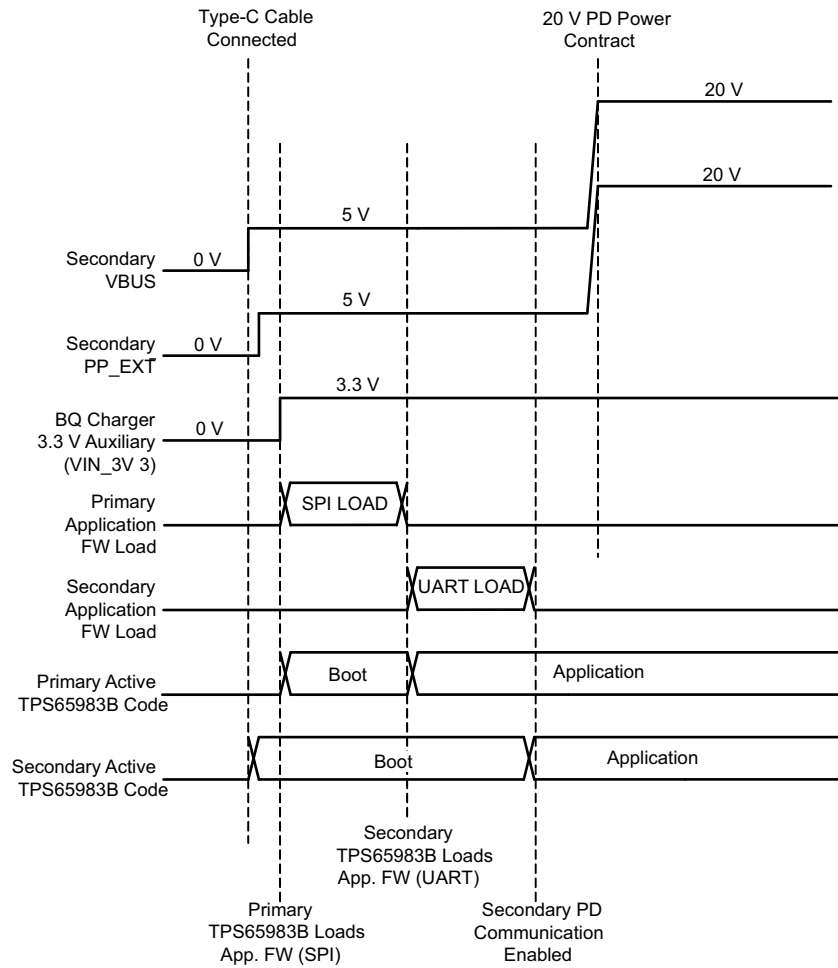 Type-C Cable
Connected
20 V PD Power
Contract
20 V
20 V
5 V
Secondary
VBUS
0 V
5 V
Secondary
PP_EXT
0 V
3.3 V
BQ Charger
3.3 V Auxiliary
(VIN_3V 3)
0 V
Primary
Application
FW Load
SPI LOAD
Secondary
Application
FW Load
UART LOAD
Primary Active
TPS65983B Code
Boot
Application
Secondary Active
TPS65983B Code
Boot
Application
Secondary
TPS65983B Loads
App. FW (UART)
Primary
TPS65983B Loads
App. FW (SPI)
Secondary PD
Communication
Enabled